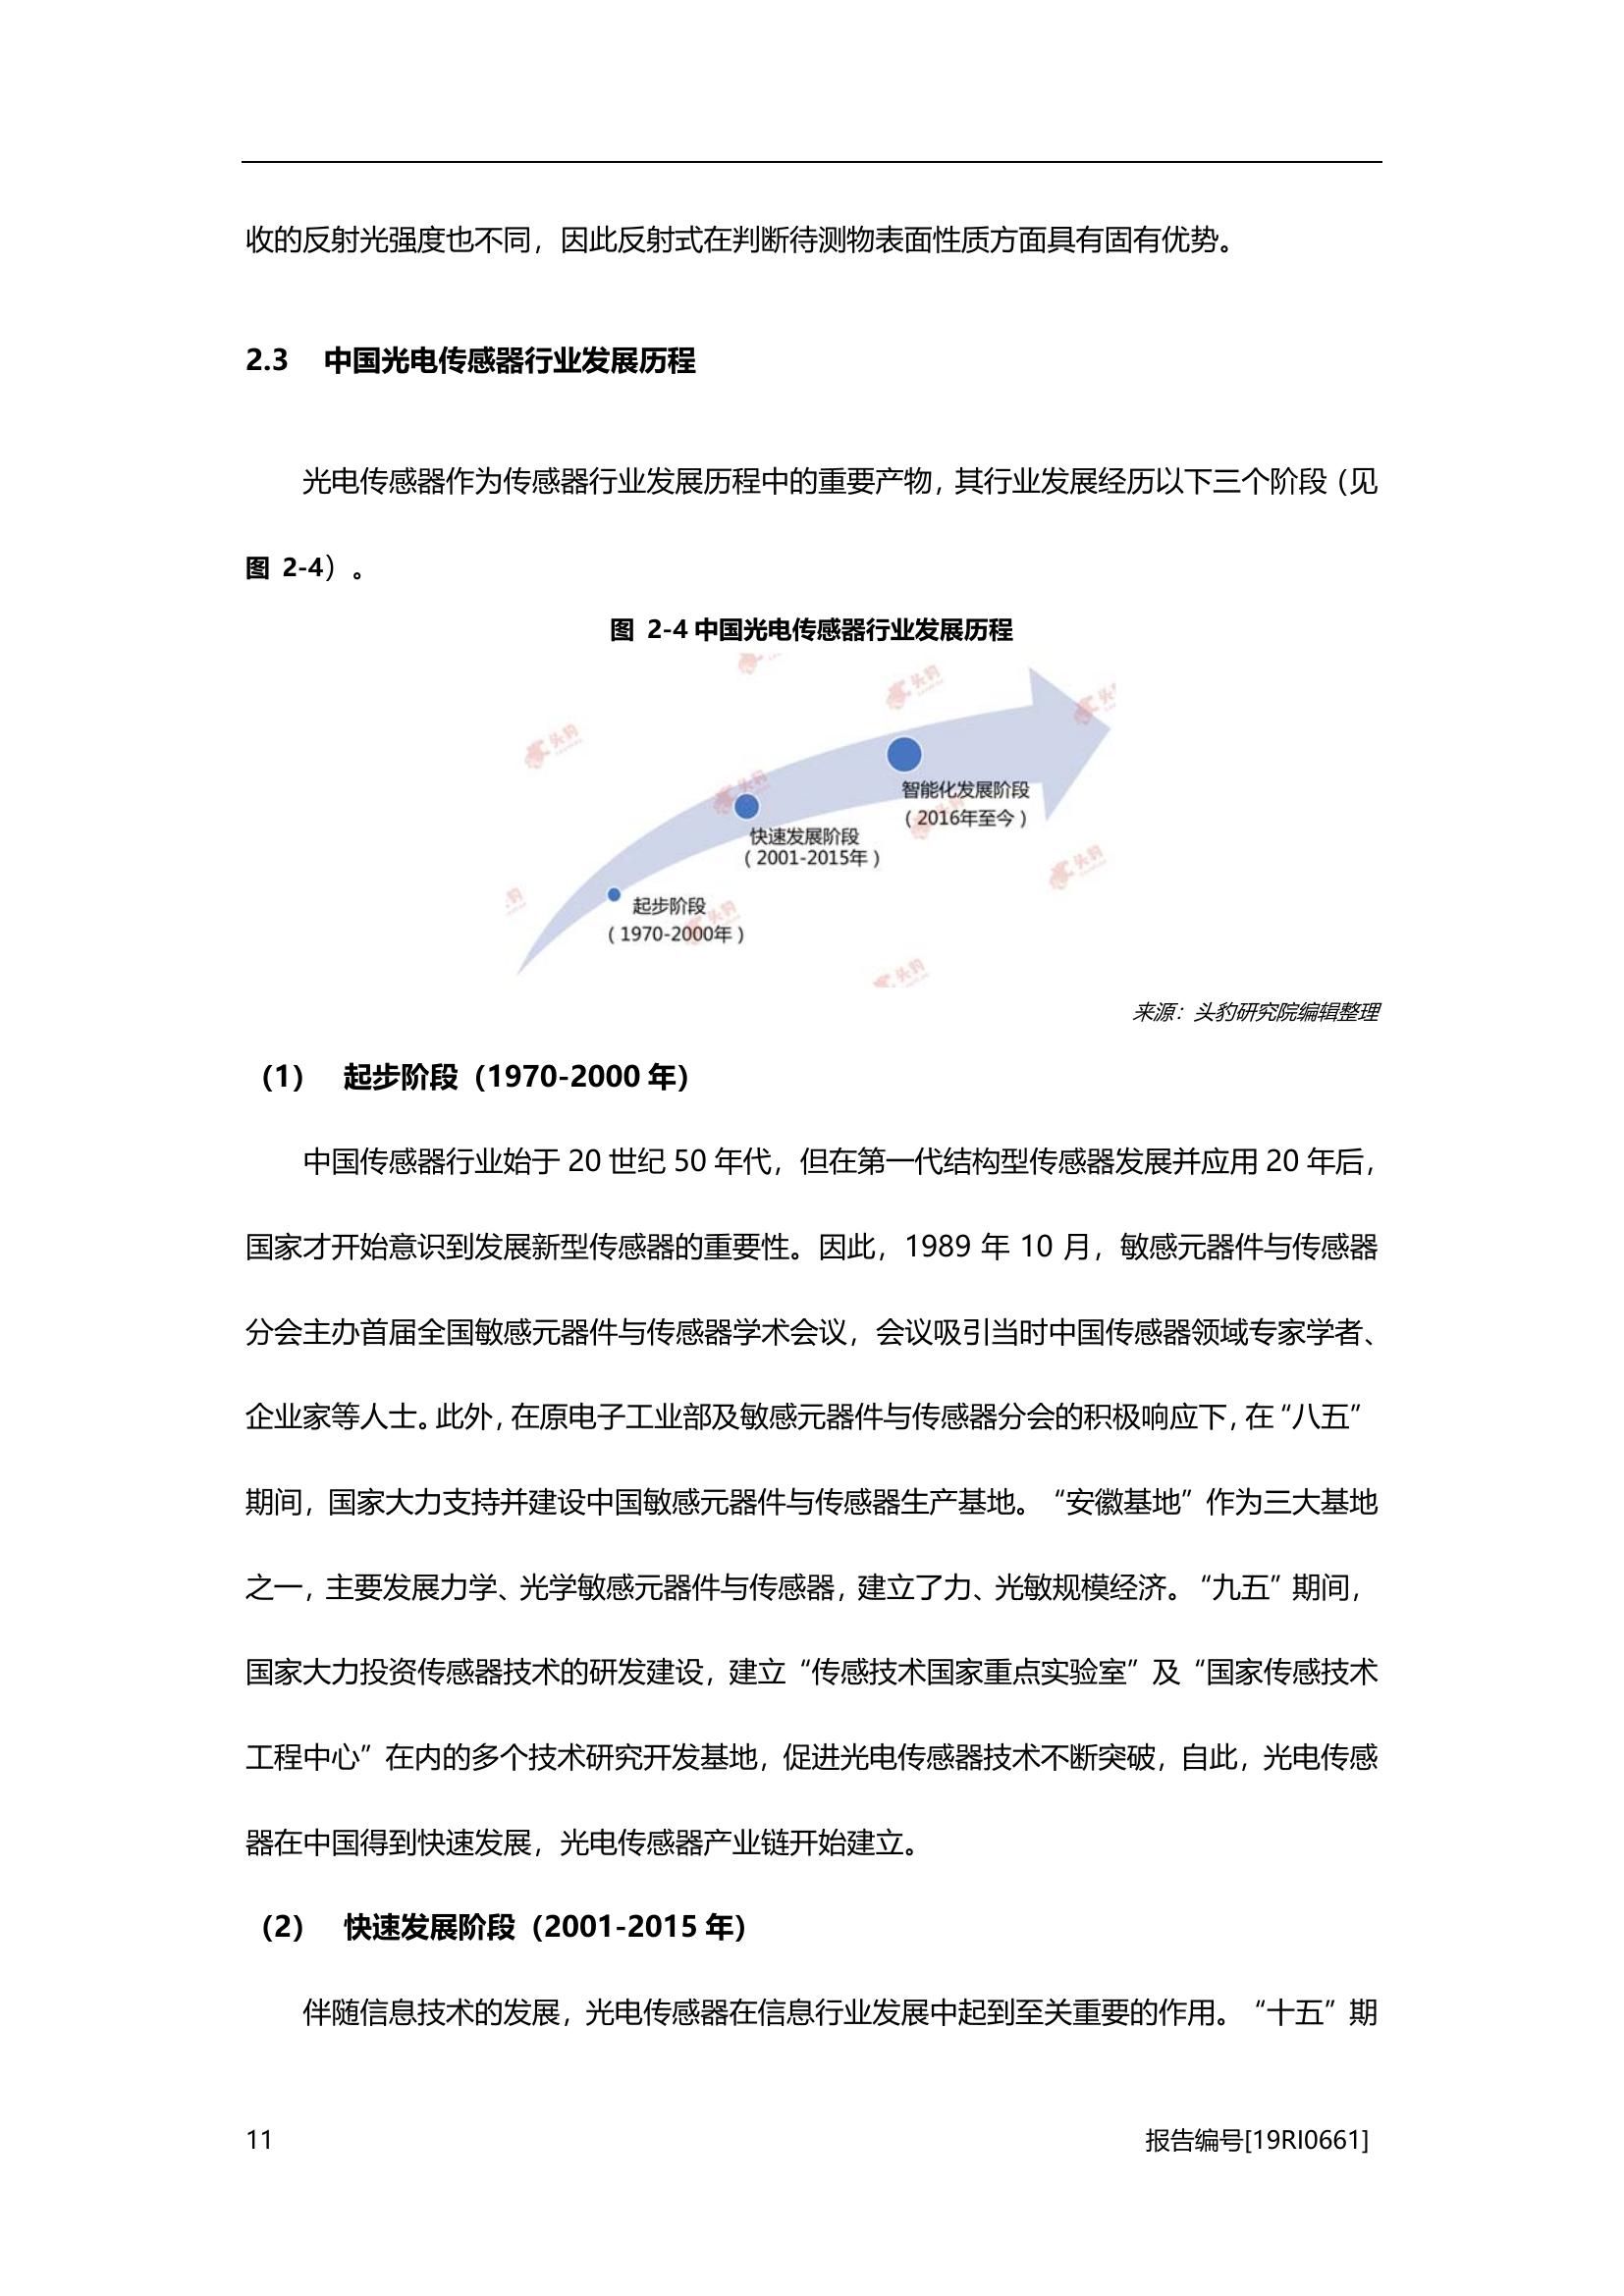 收的反射光强度也不同，因此反射式在判断待测物表面性质方面具有固有优势。
2.3 中国光电传感器行业发展历程
光电传感器作为传感器行业发展历程中的重要产物，其行业发展经历以下三个阶段（见
图 2-4）。
图 2-4 中国光电传感器行业发展历程
头豹
头豹
头豹
头豹
智能化发展阶段
（2016年至今）
快速发展阶段
（2001-2015年）
头豹
起步阶段
（1970-2000年）
头豹
头豹
来源：头豹研究院编辑整理
（1） 起步阶段（1970-2000 年）
中国传感器行业始于 20 世纪 50 年代，但在第一代结构型传感器发展并应用 20 年后，
国家才开始意识到发展新型传感器的重要性。因此，1989 年 10 月，敏感元器件与传感器
分会主办首届全国敏感元器件与传感器学术会议，会议吸引当时中国传感器领域专家学者、
企业家等人士。此外，在原电子工业部及敏感元器件与传感器分会的积极响应下，在“八五”
期间，国家大力支持并建设中国敏感元器件与传感器生产基地。“安徽基地”作为三大基地
之一，主要发展力学、光学敏感元器件与传感器，建立了力、光敏规模经济。“九五”期间，
国家大力投资传感器技术的研发建设，建立“传感技术国家重点实验室”及“国家传感技术
工程中心”在内的多个技术研究开发基地，促进光电传感器技术不断突破，自此，光电传感
器在中国得到快速发展，光电传感器产业链开始建立。
（2） 快速发展阶段（2001-2015 年）
伴随信息技术的发展，光电传感器在信息行业发展中起到至关重要的作用。“十五”期
11 报告编号[19RI0661]